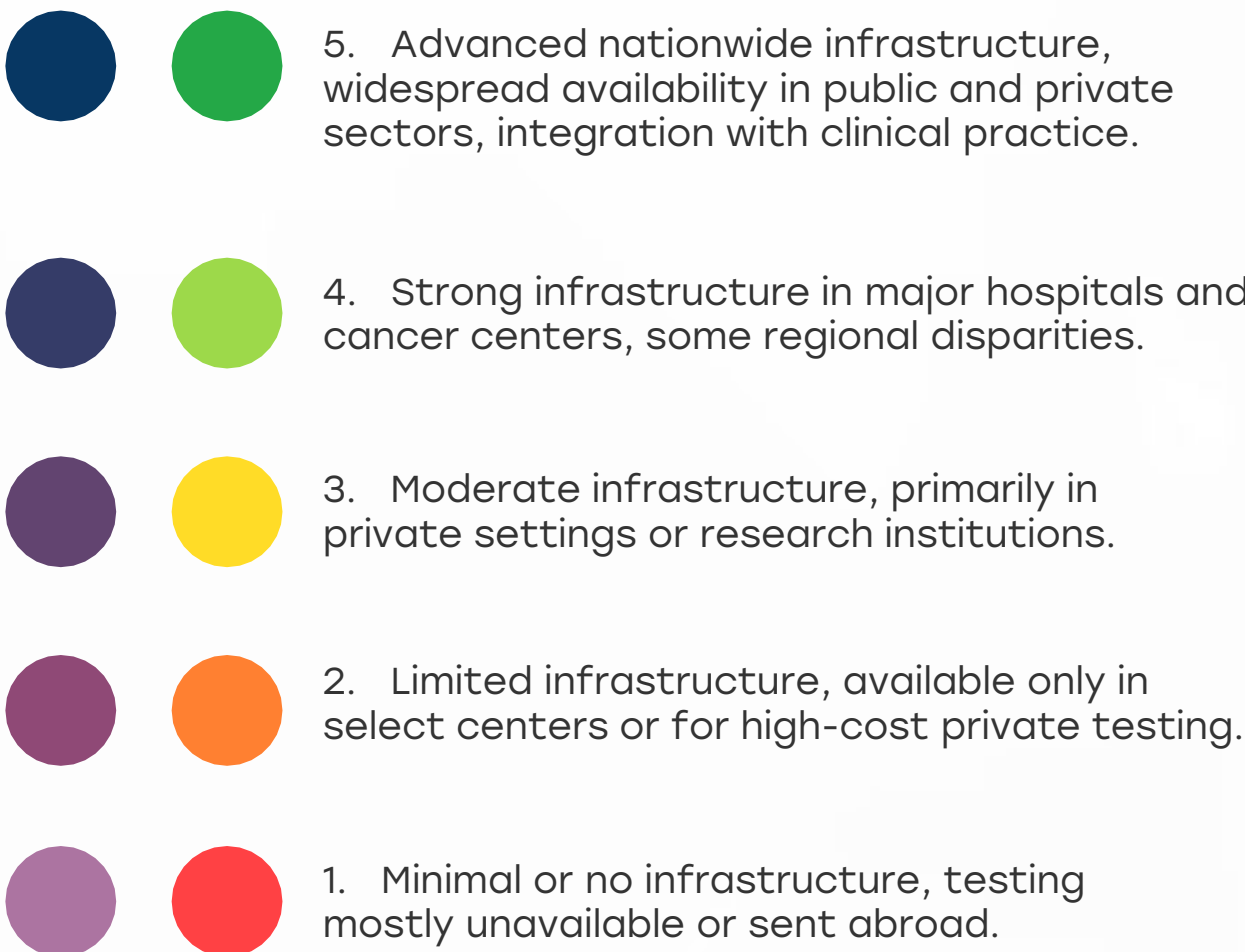 5. Advanced nationwide infrastructure,
widespread availability in public and private
sectors, integration with clinical practice.
4. Strong infrastructure in major hospitals and
cancer centers, some regional disparities.
3. Moderate infrastructure, primarily in
private settings or research institutions.
2. Limited infrastructure, available only in
select centers or for high-cost private testing.
1. Minimal or no infrastructure, testing
mostly unavailable or sent abroad.